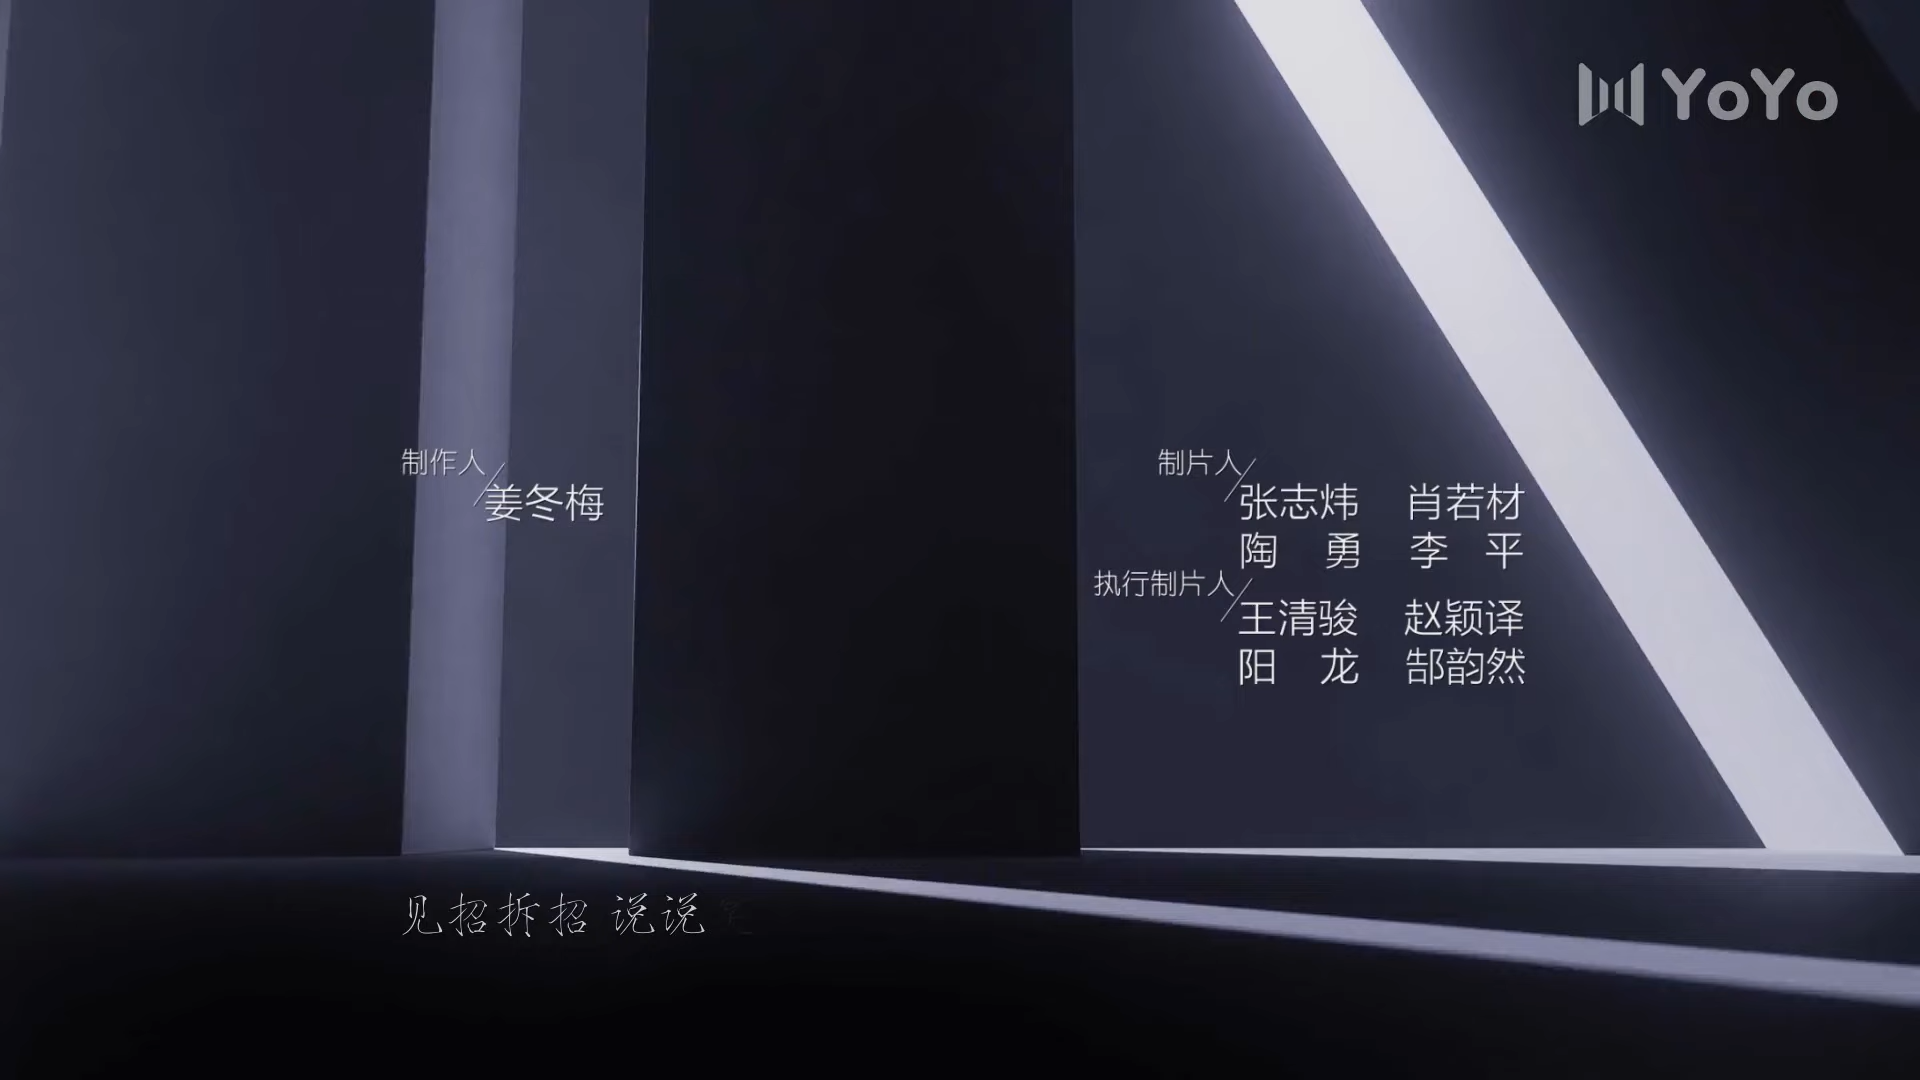 YoYo
制作人
姜冬梅
制片人
张志炜 肖若材
陶勇 李平
执行制片人
王清骏 赵颖译
阳龙 郜韵然
见招拆招 说说